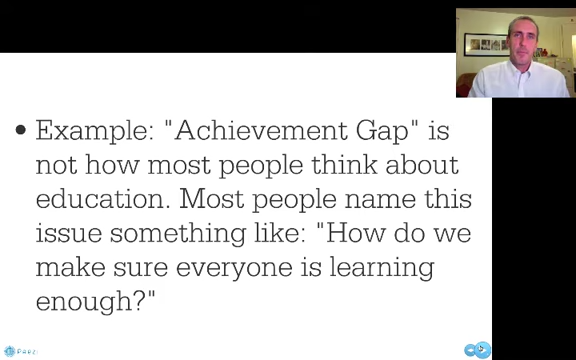 • Example: "Achievement Gap" is
not how most people think about
education. Most people name this
issue something like: "How do we
make sure everyone is learning
enough?"